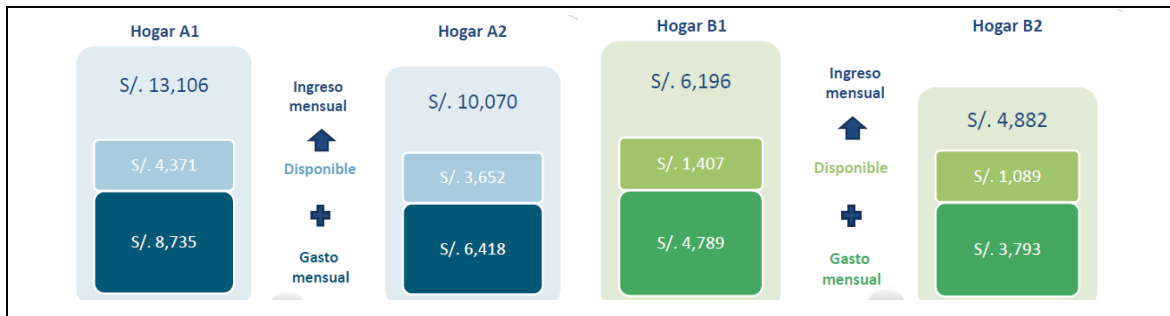 Hogar A1
S/. 13,106
S/. 4,371
S/. 8,735
Ingreso
mensual
Disponible
Gasto
mensual
Hogar A2
S/. 10,070
S/. 3,652
S/. 6,418
Hogar B1
S/. 6,196
S/. 1,407
S/. 4,789
Ingreso
mensual
Disponible
Gasto
mensual
Hogar B2
S/. 4,882
S/. 1,089
S/. 3,793